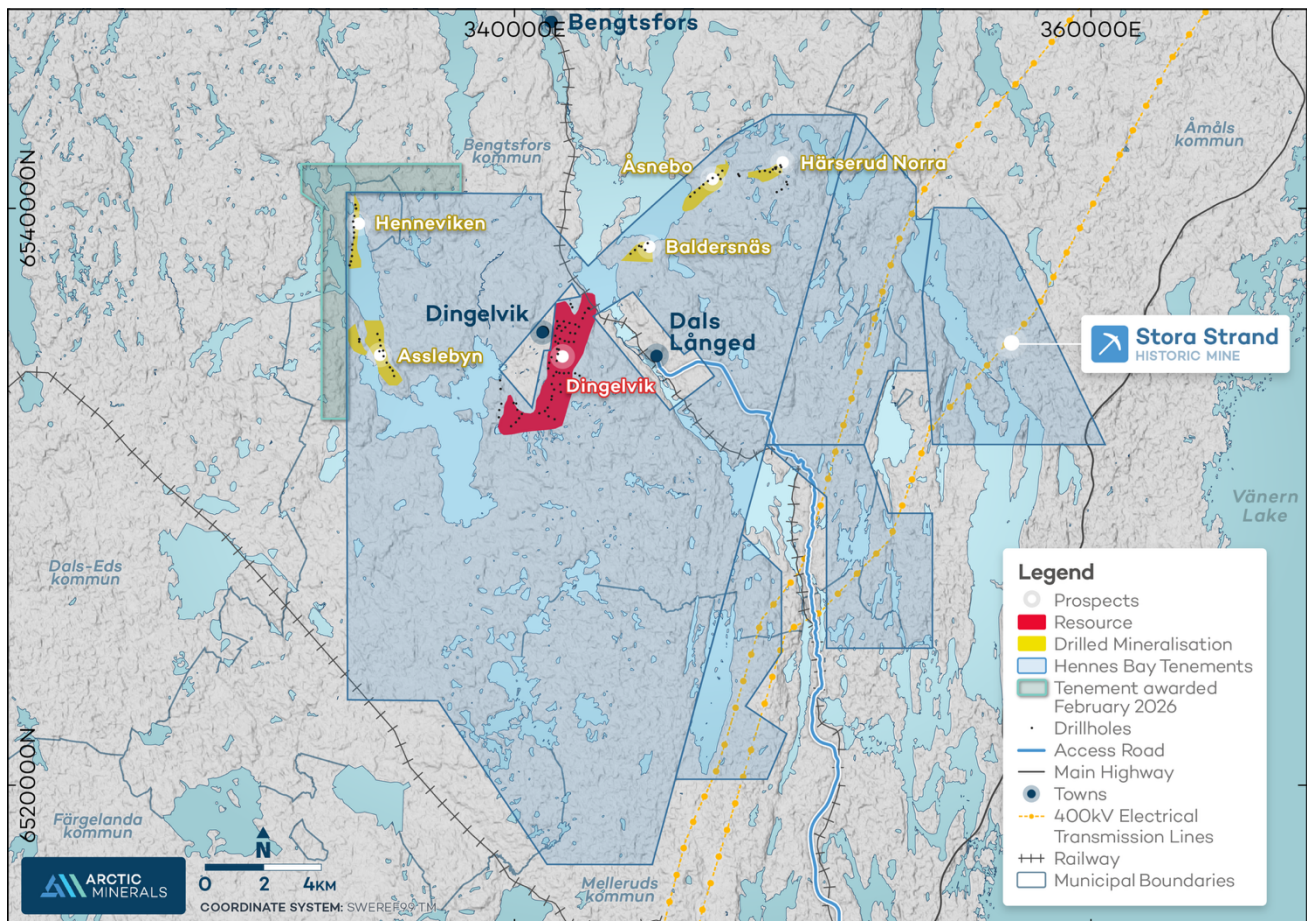 Bengtsfors
340000E
360000E
Bengtsfors
kommun
Åmåls
kommun
Åsnebo
Härserud Norra
6540000N
Henneviken
Baldersnäs
Dingelvik
Dals
Långed
Stora Strand
HISTORIC MINE
Asslebyn
Dingelvik
Vänern
Lake
Dals-Eds
kommun
Legend
Prospects
Resource
Drilled Mineralisation
Hennes Bay Tenements
Tenement awarded
February 2026
Drillholes
Access Road
Main Highway
Towns
400kV Electrical
Transmission Lines
Railway
Municipal Boundaries
6520000N
Färgelanda
kommun
N
0 2 4KM
ARCTIC
MINERALS
COORDINATE SYSTEM: SWEREF99 TM
Melleruds
kommun